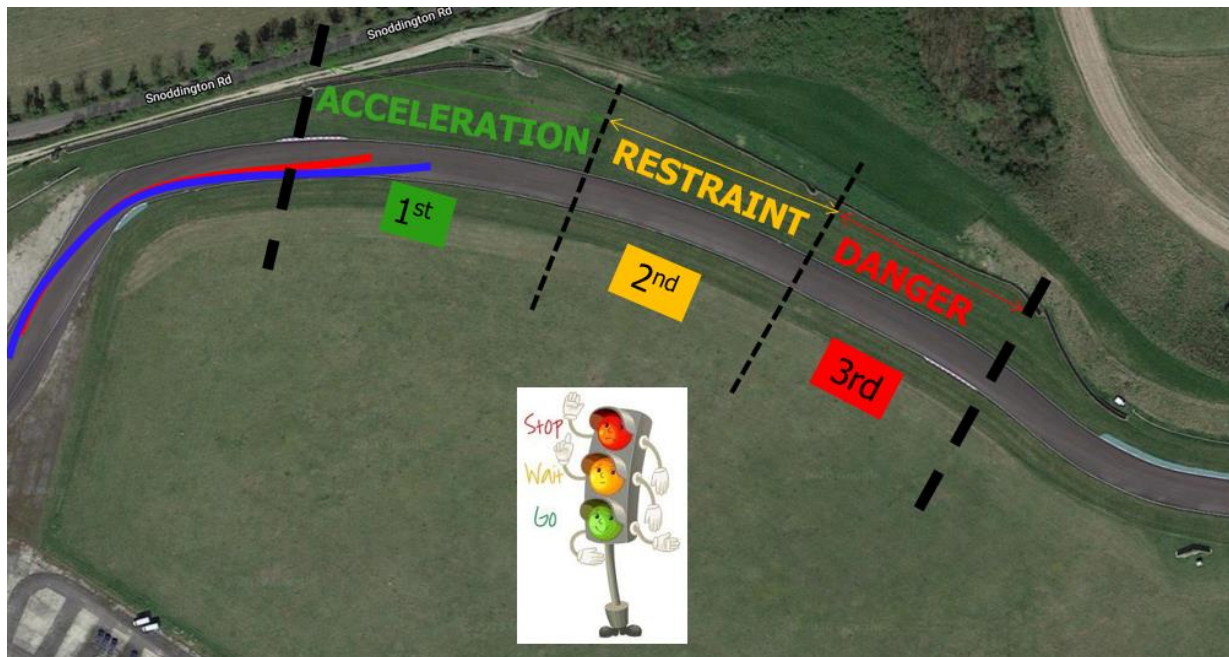 Snoddington Rd
Snoddington Rd
ACCELERATION
RESTRAINT
DANGER
1st
2nd
3rd
Stop
Wait
Go